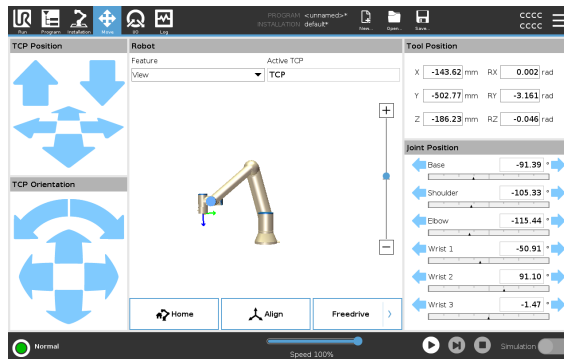 UR
PROGRAM <unnamed>*
INSTALLATION default*
CCCC
CCCC
Run Program Installation Move I/O Log New... Open... Save...
TCP Position
Robot
Tool Position
Feature
Active TCP
View
TCP
X -143.62 mm RX 0.002 rad
Y -502.77 mm RY -3.161 rad
Z -186.23 mm RZ -0.046 rad
Joint Position
Base -91.39 °
Shoulder -105.33 °
Elbow -115.44 °
Wrist 1 -50.91 °
Wrist 2 91.10 °
Wrist 3 -1.47 °
TCP Orientation
Home
Align
Freedrive
Normal
Speed 100%
Simulation